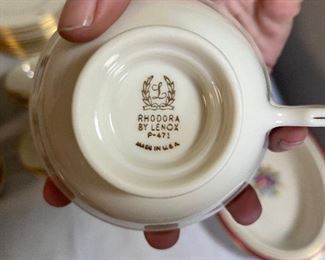 L
RHODORA
BY LENOX
P-471
MADE IN U.S.A.